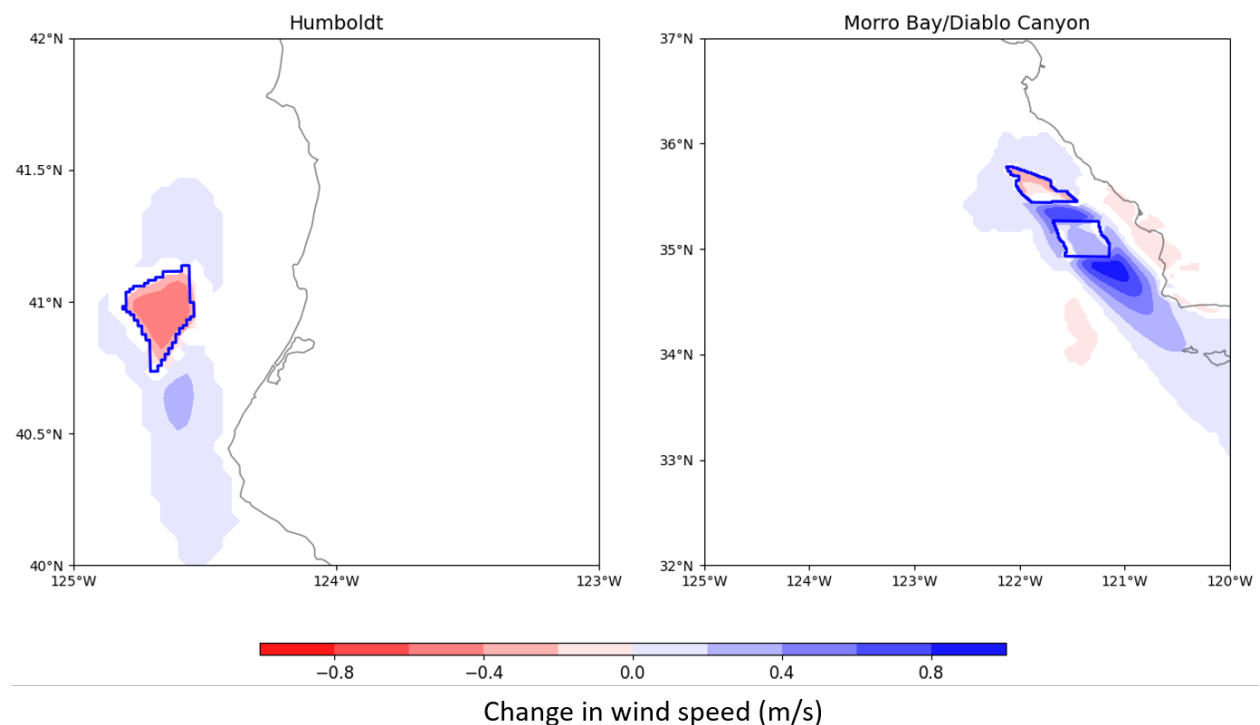 Humboldt
Morro Bay/Diablo Canyon
42°N
41.5°N
41°N
40.5°N
40°N
125°W
124°W
123°W
37°N
36°N
35°N
34°N
33°N
32°N
125°W
124°W
123°W
122°W
121°W
120°W
−0.8
−0.4
0.0
0.4
0.8
Change in wind speed (m/s)